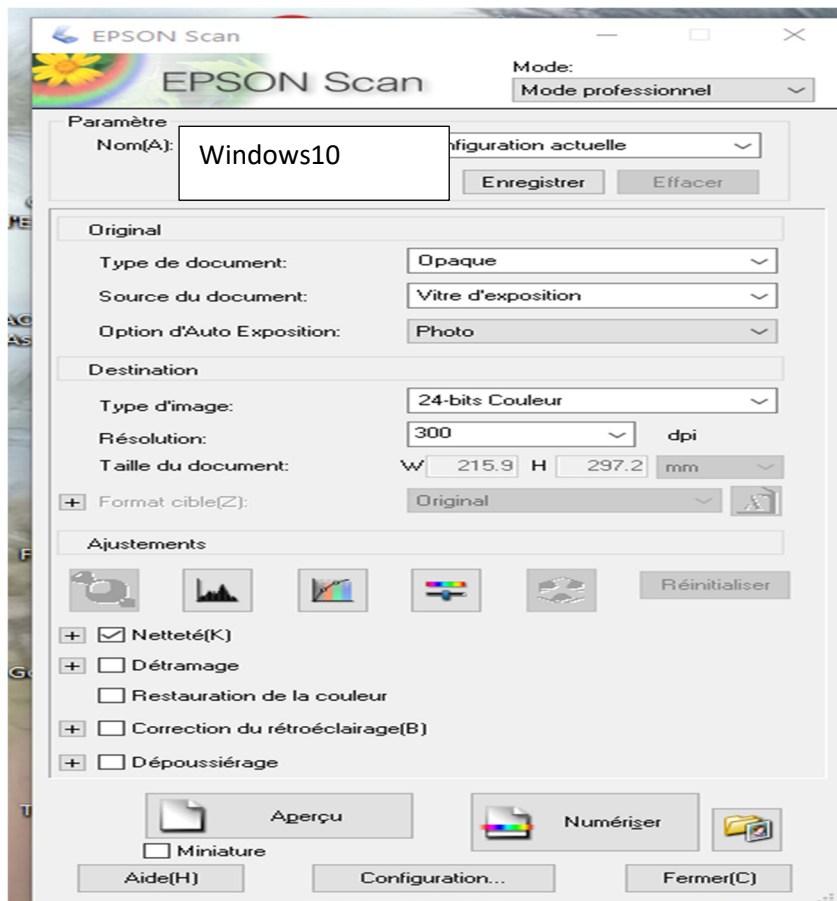 EPSON Scan
EPSON Scan
Mode:
Mode professionnel
Paramètre
Nom(A):
Windows10
nfiguration actuelle
Enregistrer Effacer
Original
Type de document: Opaque
Source du document: Vitre d'exposition
Option d'Auto Exposition: Photo
Destination
Type d'image: 24-bits Couleur
Résolution: 300 dpi
Taille du document: W 215.9 H 297.2 mm
Format cible(Z): Original
Ajustements
Réinitialiser
Netteté(K)
Détramage
Restauration de la couleur
Correction du rétroéclairage(B)
Dépoussiérage
Aperçu Numériser
Miniature
Aide(H) Configuration... Fermer(C)